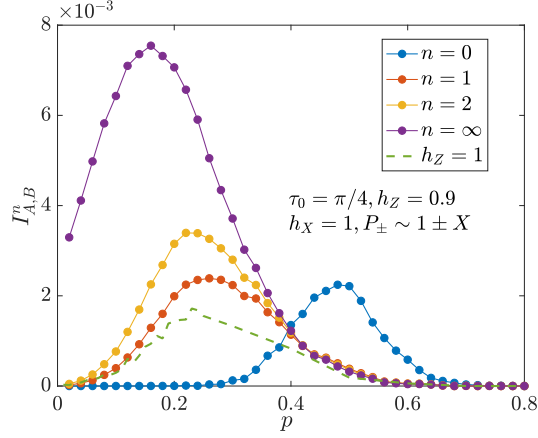 8 ×10⁻³
6
4
2
0
0 0.2 0.4 0.6 0.8
p
Iⁿ_{A,B}
n = 0
n = 1
n = 2
n = ∞
h_Z = 1
τ₀ = π/4, h_Z = 0.9
h_X = 1, P_± ∼ 1 ± X